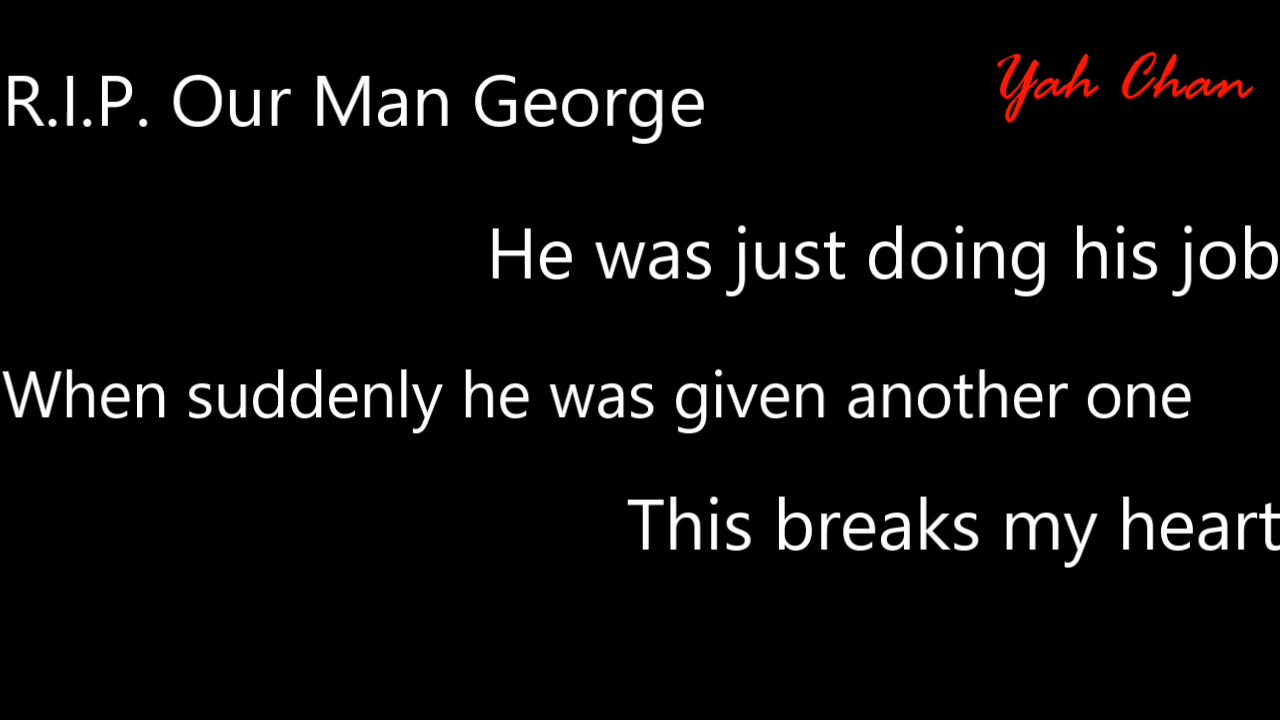 R.I.P. Our Man George
Yah Chan
He was just doing his job
When suddenly he was given another one
This breaks my heart